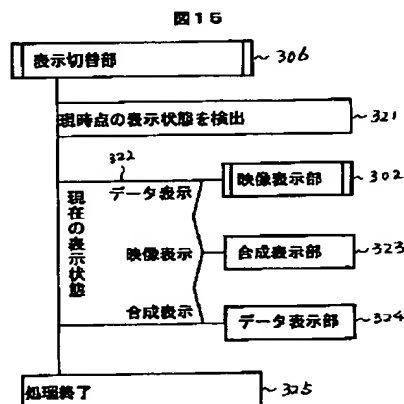 図15
表示切替部
306
現時点の表示状態を検出
321
322
データ表示
映像表示部
302
現在の表示状態
映像表示
合成表示部
323
合成表示
データ表示部
324
処理終了
325